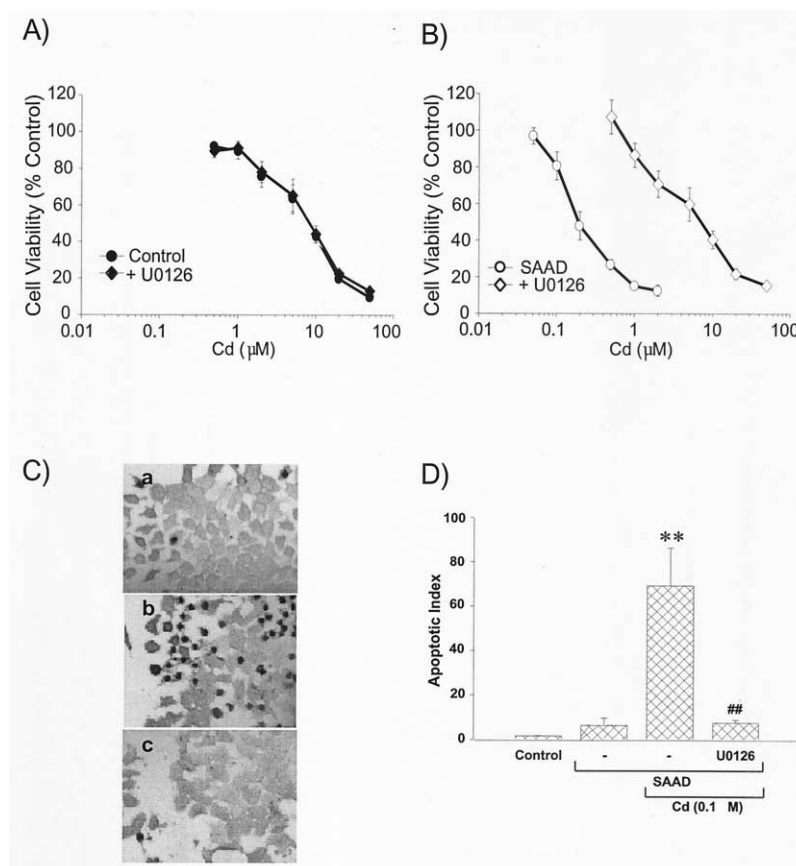 A)
B)
Cell Viability (% Control)
120
100
80
60
40
20
0
Control
+ U0126
0.01
0.1
1
10
100
Cd (µM)
Cell Viability (% Control)
120
100
80
60
40
20
0
SAAD
+ U0126
0.01
0.1
1
10
100
Cd (µM)
C)
a
b
c
D)
Apoptotic Index
100
80
60
40
20
0
**
##
Control
-
-
U0126
SAAD
Cd (0.1 M)